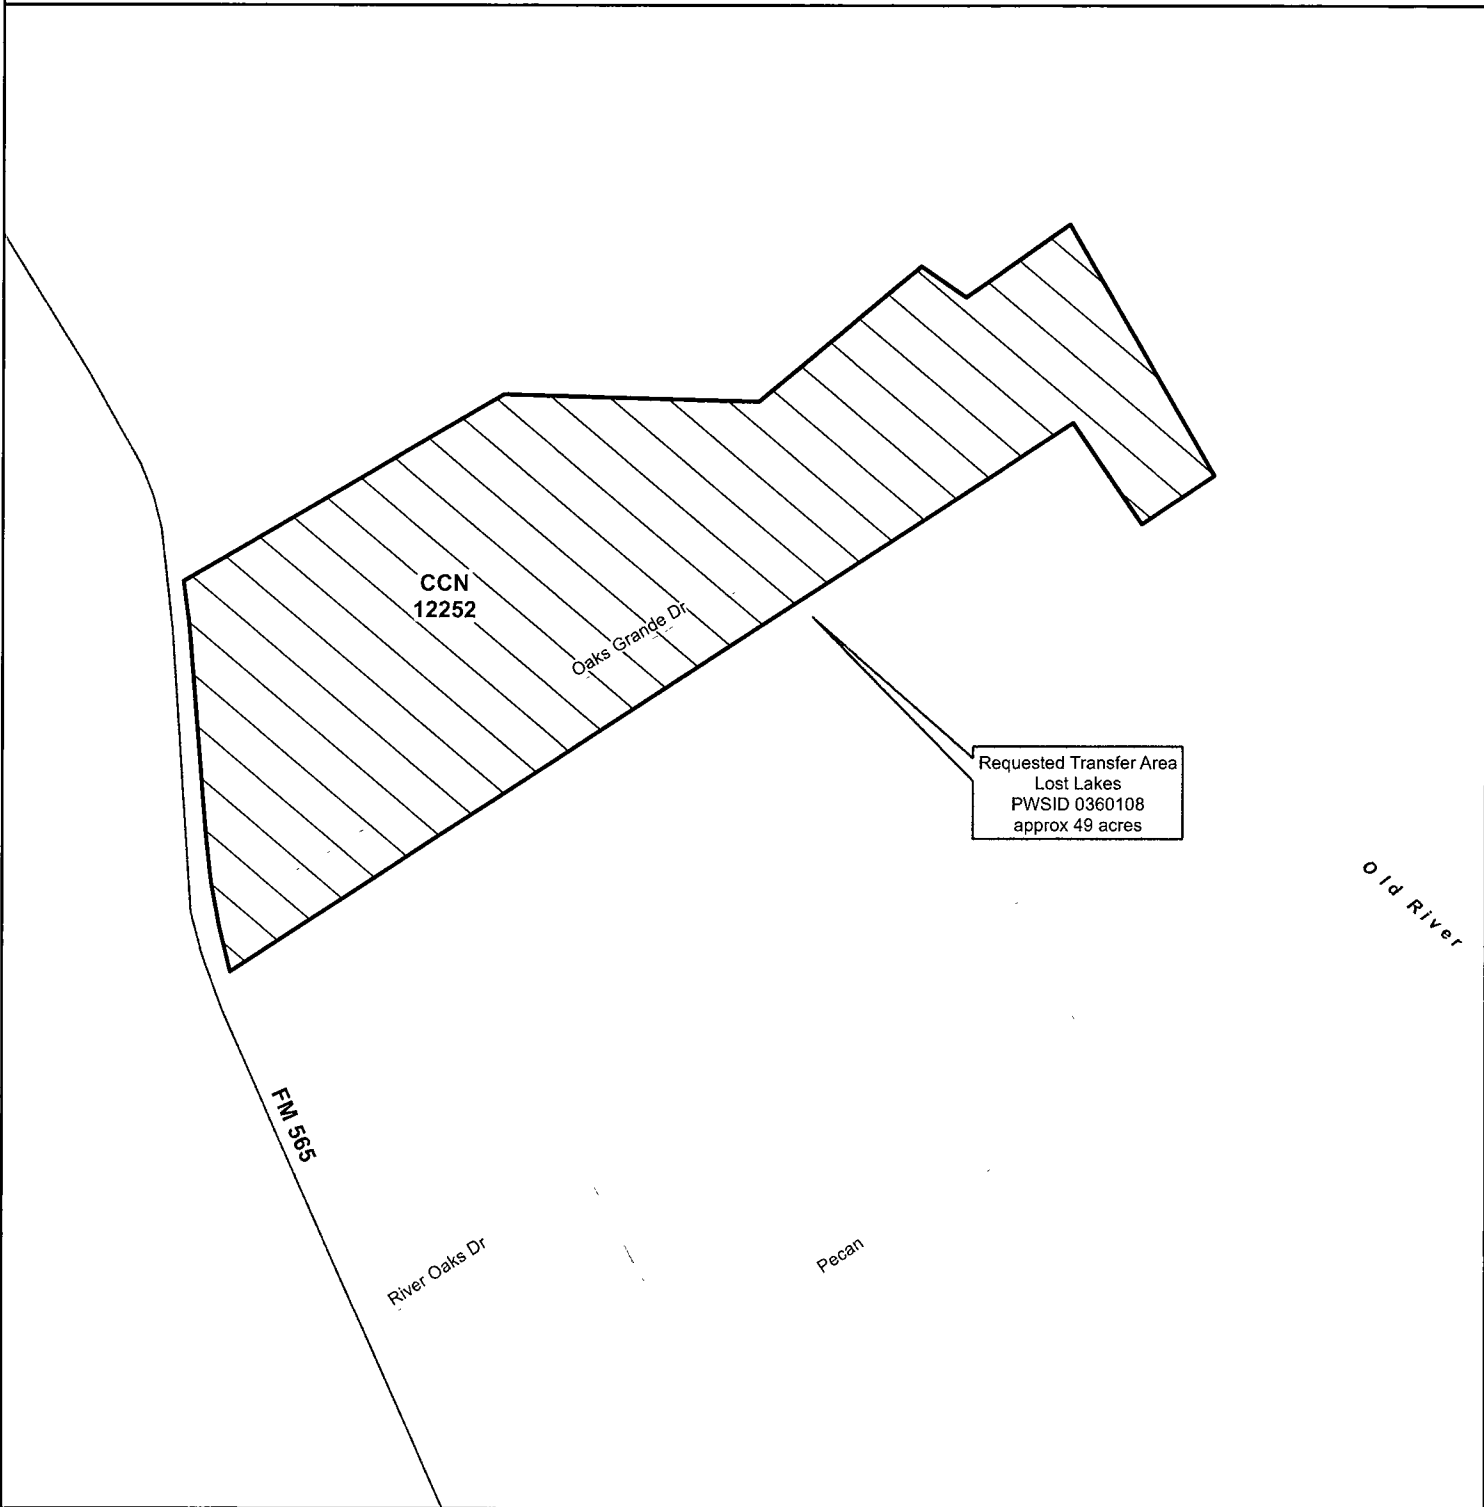 CCN
12252
Oaks Grande Dr
Requested Transfer Area
Lost Lakes
PWSID 0360108
approx 49 acres
Old River
FM 565
River Oaks Dr
Pecan